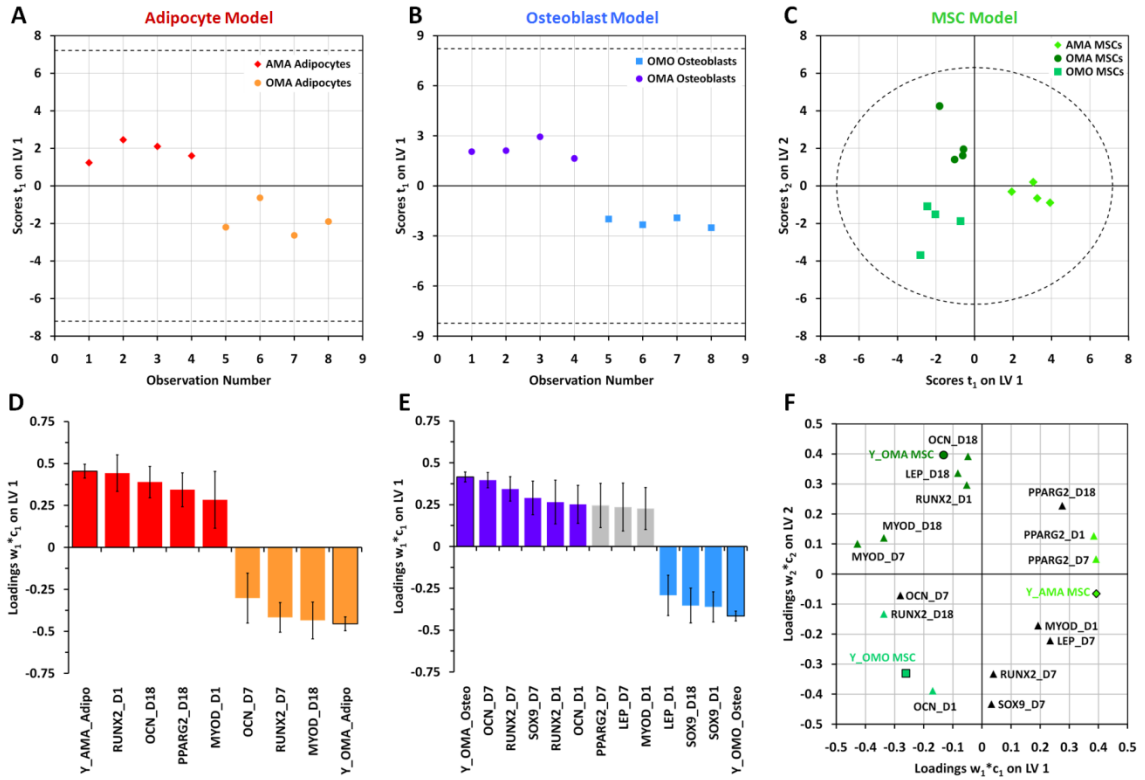 A
Adipocyte Model
8
6
4
2
0
-2
-4
-6
-8
Scores t1 on LV 1
AMA Adipocytes
OMA Adipocytes
0 1 2 3 4 5 6 7 8 9
Observation Number
B
Osteoblast Model
9
6
3
0
-3
-6
-9
Scores t1 on LV 1
OMO Osteoblasts
OMA Osteoblasts
0 1 2 3 4 5 6 7 8 9
Observation Number
C
MSC Model
8
6
4
2
0
-2
-4
-6
-8
Scores t2 on LV 2
AMA MSCs
OMA MSCs
OMO MSCs
-8 -6 -4 -2 0 2 4 6 8
Scores t1 on LV 1
D
0.75
0.5
0.25
0
-0.25
-0.5
-0.75
Loadings w1*c1 on LV 1
Y_AMA_Adipo
RUNX2_D1
OCN_D18
PPARG2_D18
MYOD_D1
OCN_D7
RUNX2_D7
MYOD_D18
Y_OMA_Adipo
E
0.75
0.5
0.25
0
-0.25
-0.5
-0.75
Loadings w1*c1 on LV 1
Y_OMA_Osteo
OCN_D7
RUNX2_D7
SOX9_D7
RUNX2_D1
OCN_D1
PPARG2_D7
LEP_D7
MYOD_D1
LEP_D1
SOX9_D18
SOX9_D1
Y_OMO_Osteo
F
0.5
0.4
0.3
0.2
0.1
0
-0.1
-0.2
-0.3
-0.4
-0.5
Loadings w2*c2 on LV 2
OCN_D18
Y_OMA MSC
LEP_D18
RUNX2_D1
PPARG2_D18
MYOD_D18
PPARG2_D1
MYOD_D7
PPARG2_D7
Y_AMA MSC
OCN_D7
RUNX2_D18
MYOD_D1
LEP_D7
Y_OMO MSC
RUNX2_D7
OCN_D1
SOX9_D7
-0.5 -0.4 -0.3 -0.2 -0.1 0 0.1 0.2 0.3 0.4 0.5
Loadings w1*c1 on LV 1